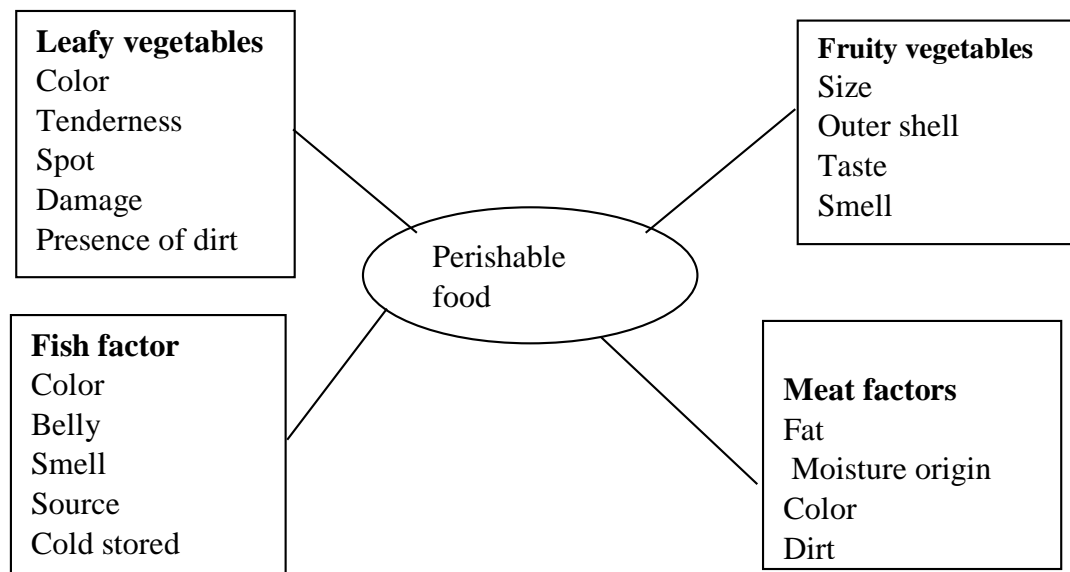 Leafy vegetables
Color
Tenderness
Spot
Damage
Presence of dirt
Fruity vegetables
Size
Outer shell
Taste
Smell
Perishable
food
Fish factor
Color
Belly
Smell
Source
Cold stored
Meat factors
Fat
Moisture origin
Color
Dirt